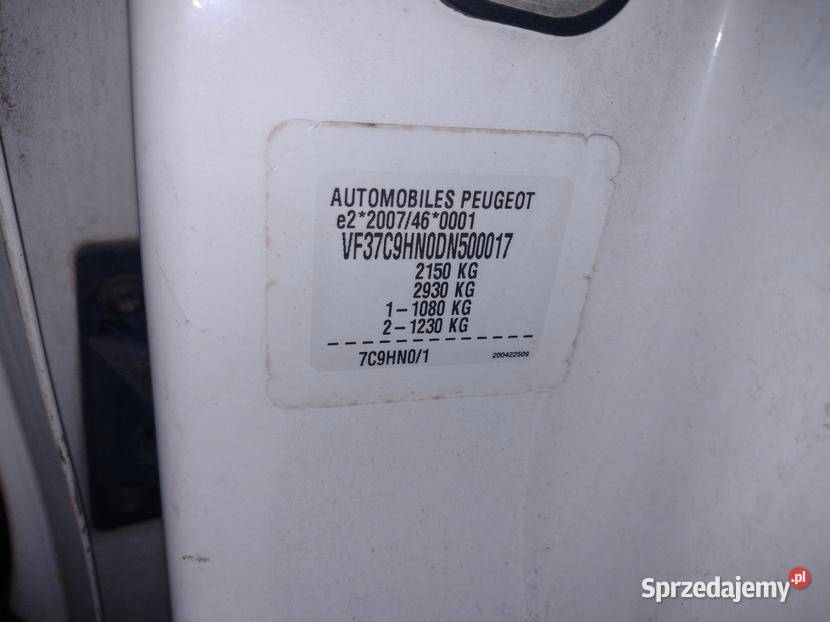 AUTOMOBILES PEUGEOT
e2*2007/46*0001
VF37C9HN0DN500017
2150 KG
2930 KG
1-1080 KG
2-1230 KG
7C9HN0/1 200422509
Sprzedajemy.pl